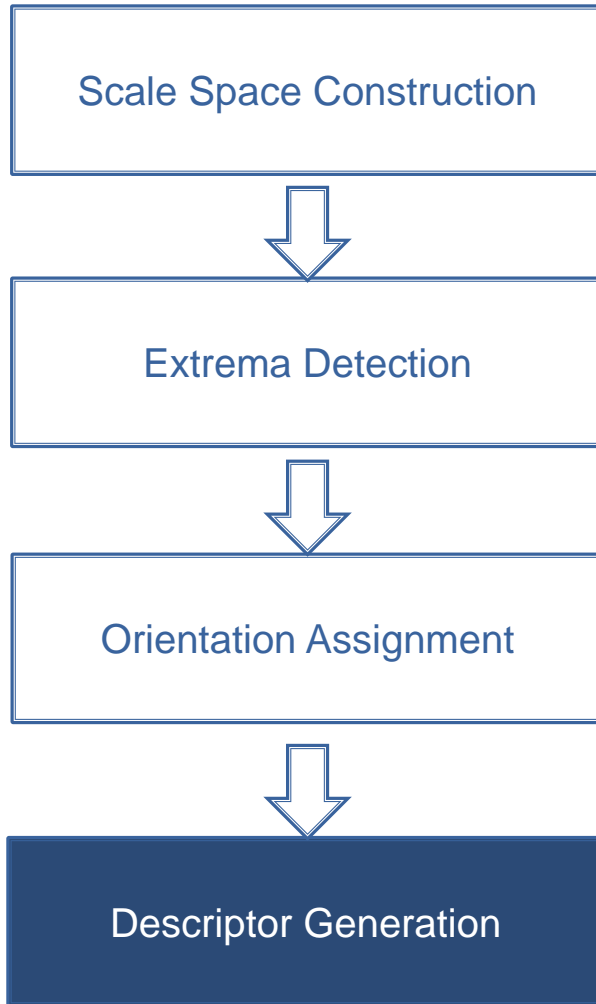 Scale Space Construction
Extrema Detection
Orientation Assignment
Descriptor Generation